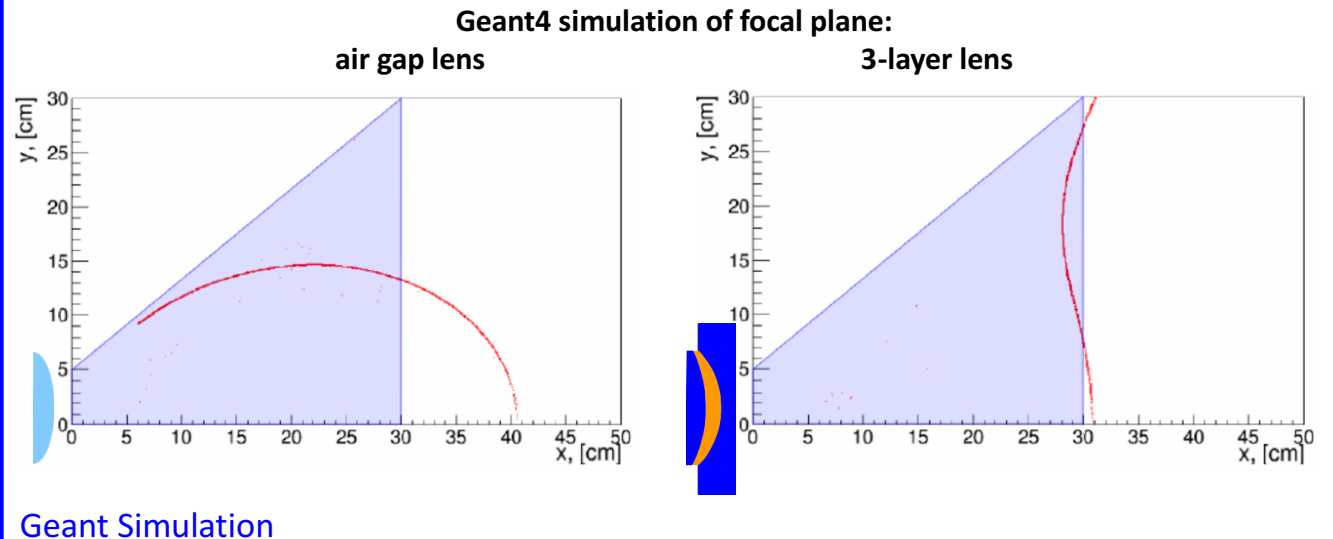 Geant4 simulation of focal plane:
air gap lens
3-layer lens
y, [cm]
30
25
20
15
10
5
0
0 5 10 15 20 25 30 35 40 45 50
x, [cm]
y, [cm]
30
25
20
15
10
5
0
0 5 10 15 20 25 30 35 40 45 50
x, [cm]
Geant Simulation